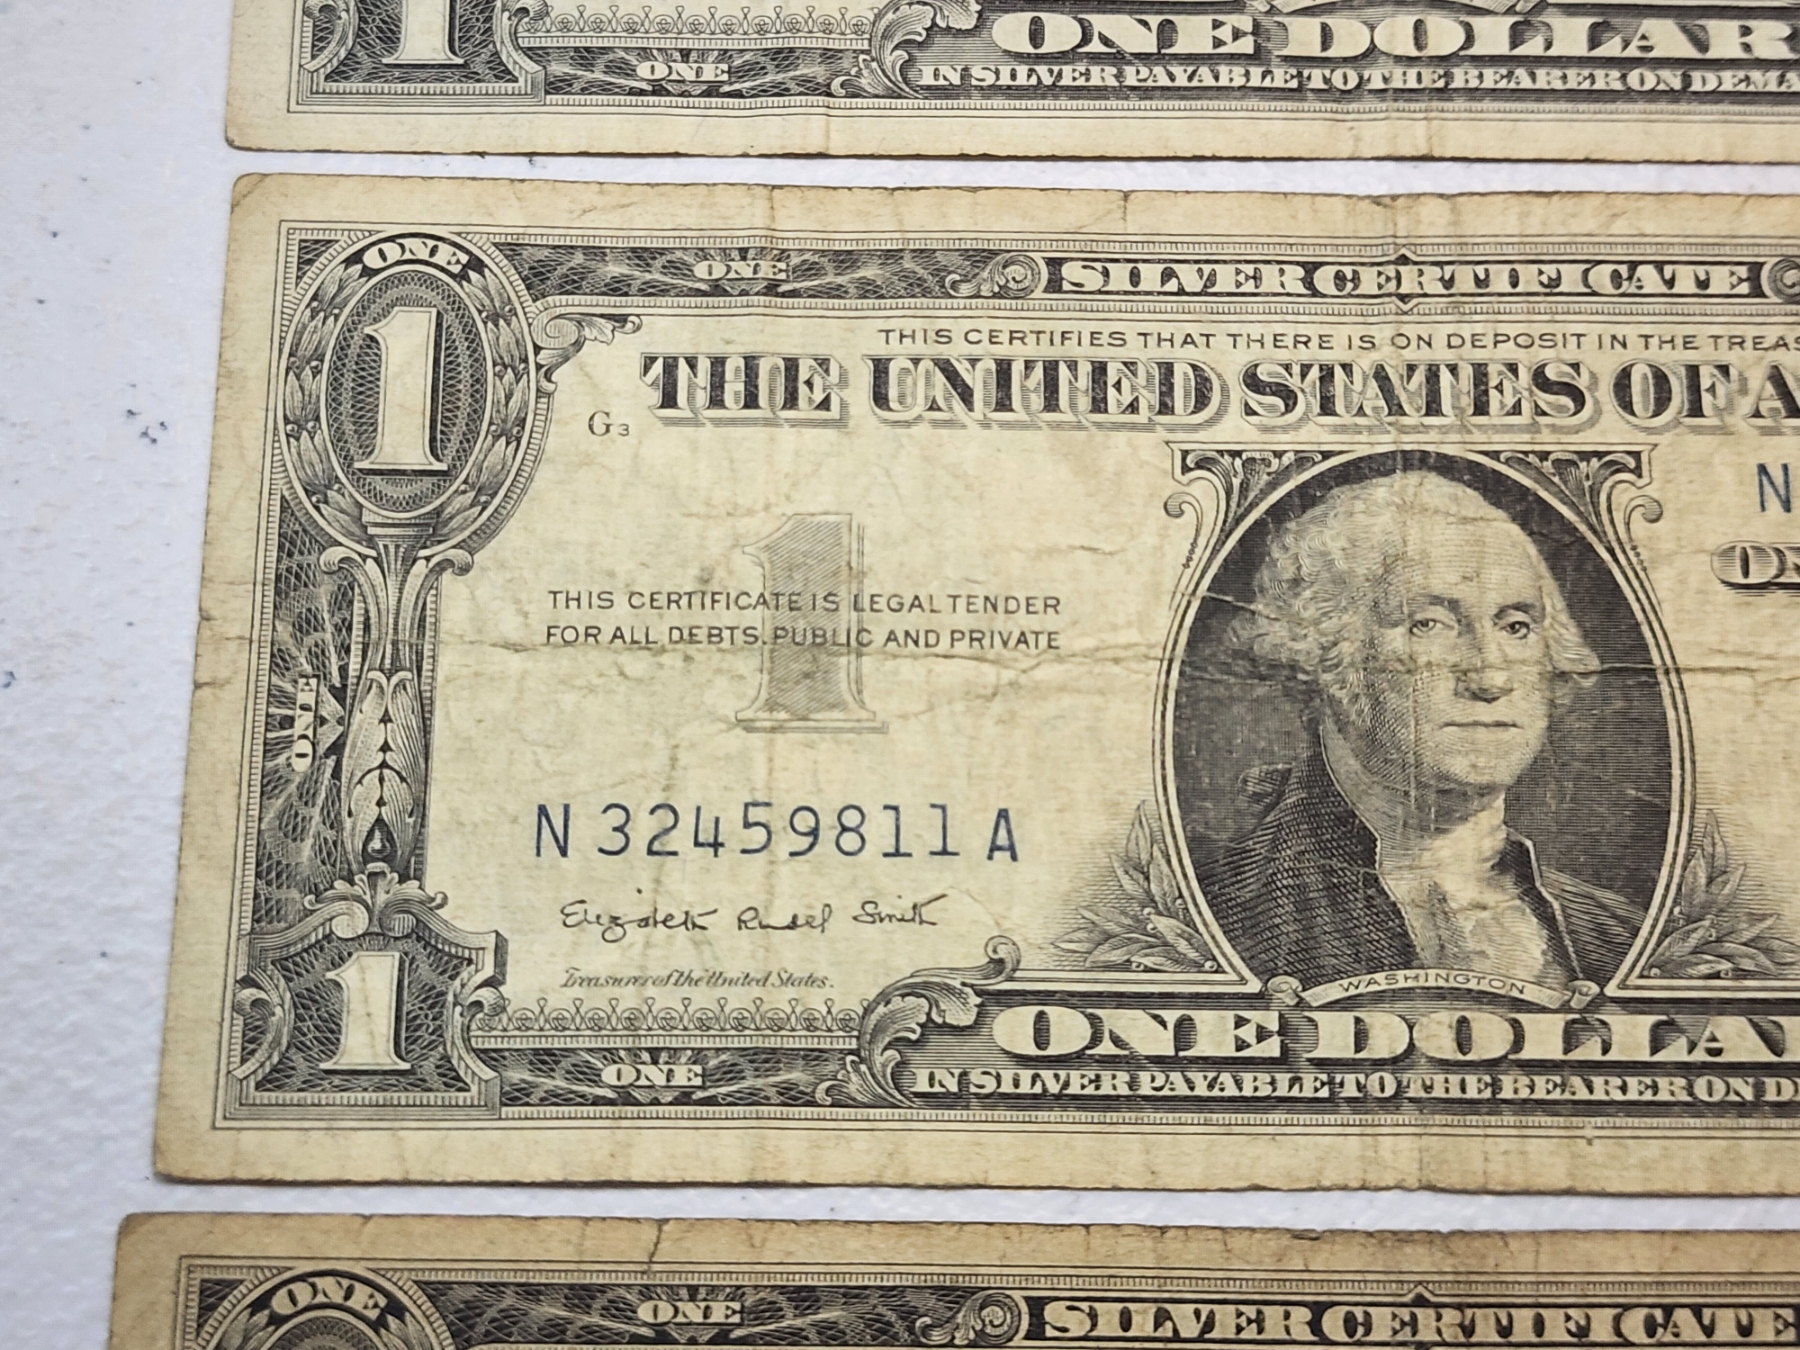 1
ONE
ONE DOLLAR
IN SILVER PAYABLE TO THE BEARER ON DEMA
ONE
ONE
SILVER CERTIFICATE
1
THIS CERTIFIES THAT THERE IS ON DEPOSIT IN THE TREAS
THE UNITED STATES OF A
G3
N
1
THIS CERTIFICATE IS LEGAL TENDER
FOR ALL DEBTS, PUBLIC AND PRIVATE
ONE
N 32459811 A
Elizabeth Rudel Smith
Treasurer of the United States.
WASHINGTON
1
ONE DOLLA
ONE
IN SILVER PAYABLE TO THE BEARER ON D
ONE
ONE
SILVER CERTIFICATE